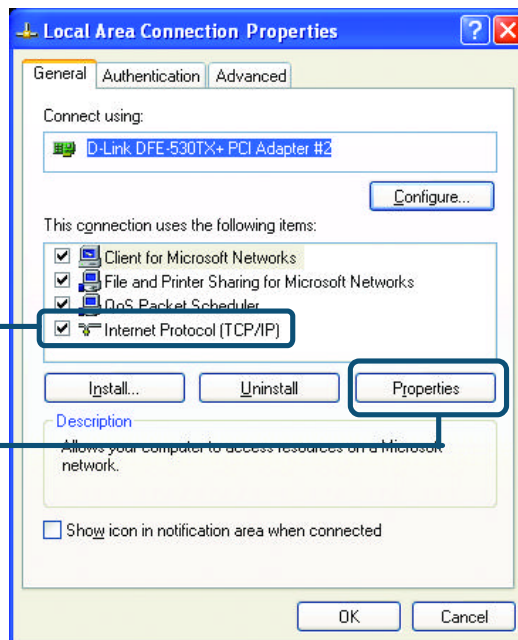 Local Area Connection Properties
General Authentication Advanced
Connect using:
D-Link DFE-530TX+ PCI Adapter #2
Configure...
This connection uses the following items:
Client for Microsoft Networks
File and Printer Sharing for Microsoft Networks
QoS Packet Scheduler
Internet Protocol (TCP/IP)
Install... Uninstall Properties
Description
Allows your computer to access resources on a Microsoft
network.
Show icon in notification area when connected
OK Cancel